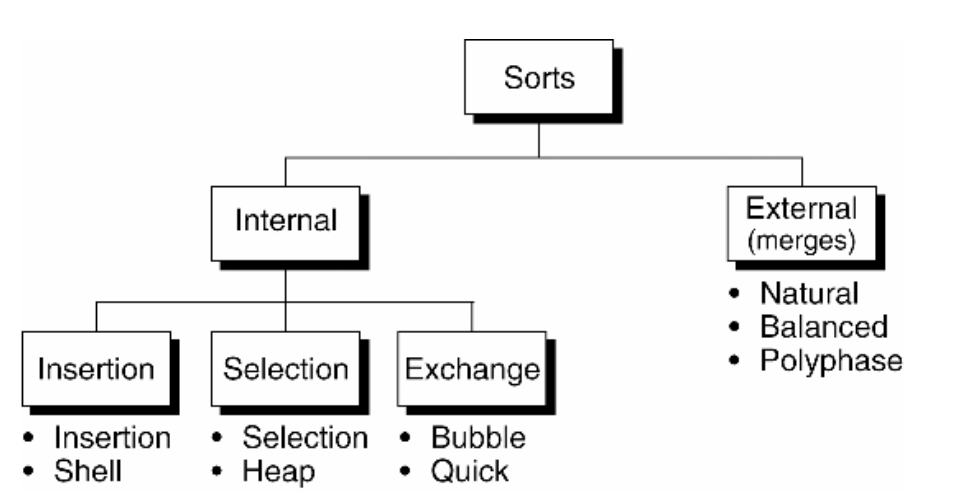 Sorts
Internal
External
(merges)
• Natural
• Balanced
• Polyphase
Insertion
Selection
Exchange
• Insertion
• Shell
• Selection
• Heap
• Bubble
• Quick